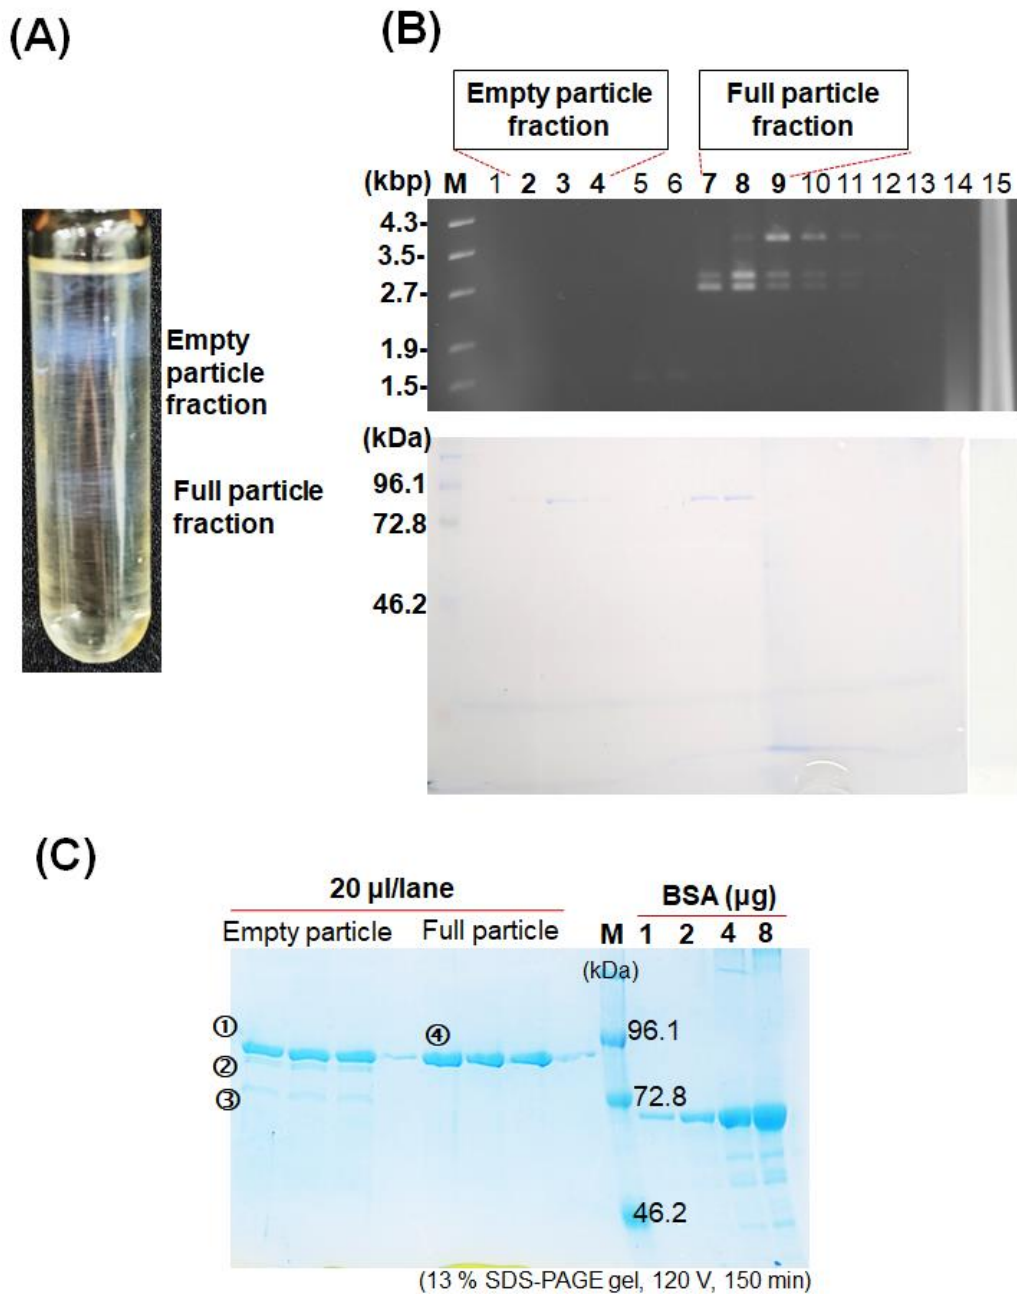 (A)
(B)
Empty particle
fraction
Full particle
fraction
(kbp) M 1 2 3 4 5 6 7 8 9 10 11 12 13 14 15
4.3-
3.5-
2.7-
1.9-
1.5-
Empty
particle
fraction
Full particle
fraction
(kDa)
96.1
72.8
46.2
(C)
20 µl/lane
BSA (µg)
Empty particle Full particle M 1 2 4 8
(kDa)
① ④ 96.1
②
③ 72.8
46.2
(13 % SDS-PAGE gel, 120 V, 150 min)